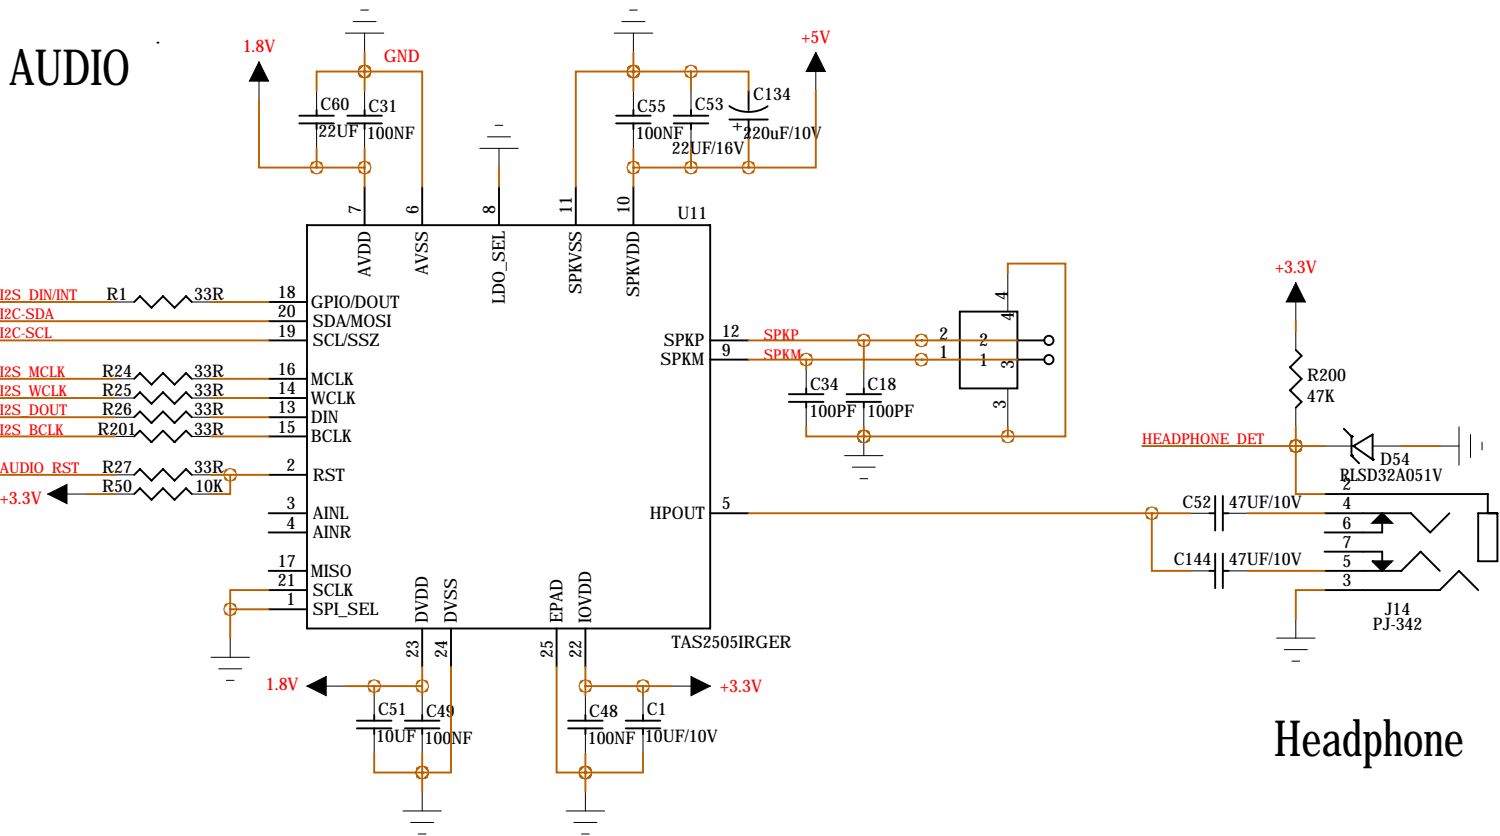 AUDIO
1.8V
GND
C60
22UF
C31
100NF
+5V
C55
100NF
C53
22UF/16V
C134
+
220uF/10V
7
6
8
11
10
U11
AVDD
AVSS
LDO_SEL
SPKVSS
SPKVDD
I2S_DIN/INT R1 33R 18 GPIO/DOUT
I2C-SDA 20 SDA/MOSI
I2C-SCL 19 SCL/SSZ
I2S_MCLK R24 33R 16 MCLK
I2S_WCLK R25 33R 14 WCLK
I2S_DOUT R26 33R 13 DIN
I2S_BCLK R201 33R 15 BCLK
AUDIO_RST R27 33R 2 RST
+3.3V R50 10K
3 AINL
4 AINR
17 MISO
21 SCLK
1 SPI_SEL
SPKP 12 SPKP 2 2
SPKM 9 SPKM 1 1
4
4
3
3
C34
100PF
C18
100PF
HPOUT 5
DVDD
DVSS
EPAD
IOVDD
23
24
25
22
TAS2505IRGER
1.8V
C51
10UF
C49
100NF
+3.3V
C48
100NF
C1
10UF/10V
+3.3V
R200
47K
HEADPHONE_DET
D54
RLSD32A051V
2
C52 47UF/10V 4
6
7
C144 47UF/10V 5
3
J14
PJ-342
Headphone